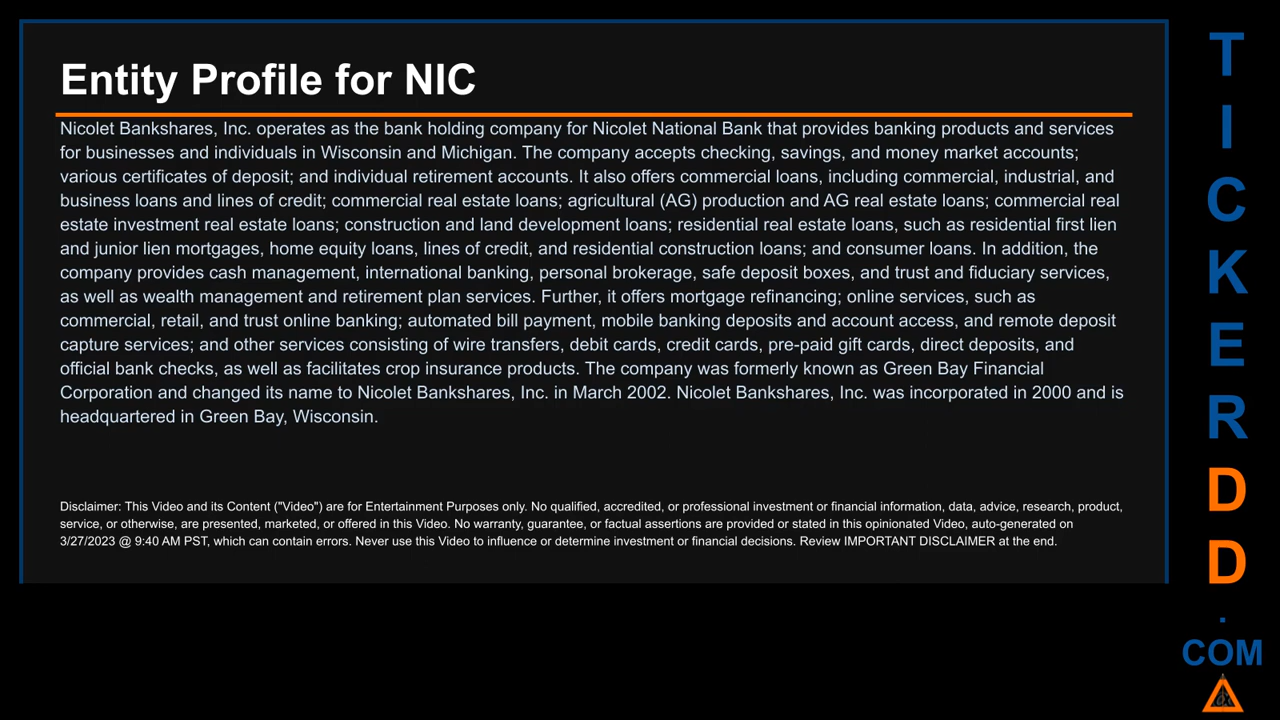 Entity Profile for NIC
Nicolet Bankshares, Inc. operates as the bank holding company for Nicolet National Bank that provides banking products and services
for businesses and individuals in Wisconsin and Michigan. The company accepts checking, savings, and money market accounts;
various certificates of deposit; and individual retirement accounts. It also offers commercial loans, including commercial, industrial, and
business loans and lines of credit; commercial real estate loans; agricultural (AG) production and AG real estate loans; commercial real
estate investment real estate loans; construction and land development loans; residential real estate loans, such as residential first lien
and junior lien mortgages, home equity loans, lines of credit, and residential construction loans; and consumer loans. In addition, the
company provides cash management, international banking, personal brokerage, safe deposit boxes, and trust and fiduciary services,
as well as wealth management and retirement plan services. Further, it offers mortgage refinancing; online services, such as
commercial, retail, and trust online banking; automated bill payment, mobile banking deposits and account access, and remote deposit
capture services; and other services consisting of wire transfers, debit cards, credit cards, pre-paid gift cards, direct deposits, and
official bank checks, as well as facilitates crop insurance products. The company was formerly known as Green Bay Financial
Corporation and changed its name to Nicolet Bankshares, Inc. in March 2002. Nicolet Bankshares, Inc. was incorporated in 2000 and is
headquartered in Green Bay, Wisconsin.
Disclaimer: This Video and its Content ("Video") are for Entertainment Purposes only. No qualified, accredited, or professional investment or financial information, data, advice, research, product,
service, or otherwise, are presented, marketed, or offered in this Video. No warranty, guarantee, or factual assertions are provided or stated in this opinionated Video, auto-generated on
3/27/2023 @ 9:40 AM PST, which can contain errors. Never use this Video to influence or determine investment or financial decisions. Review IMPORTANT DISCLAIMER at the end.
T
I
C
K
E
R
D
D
.
COM